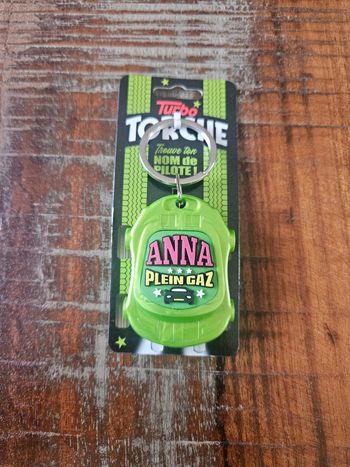 Turbo
TORCHE
Trouve ton
NOM de
PILOTE !
ANNA
PLEIN GAZ